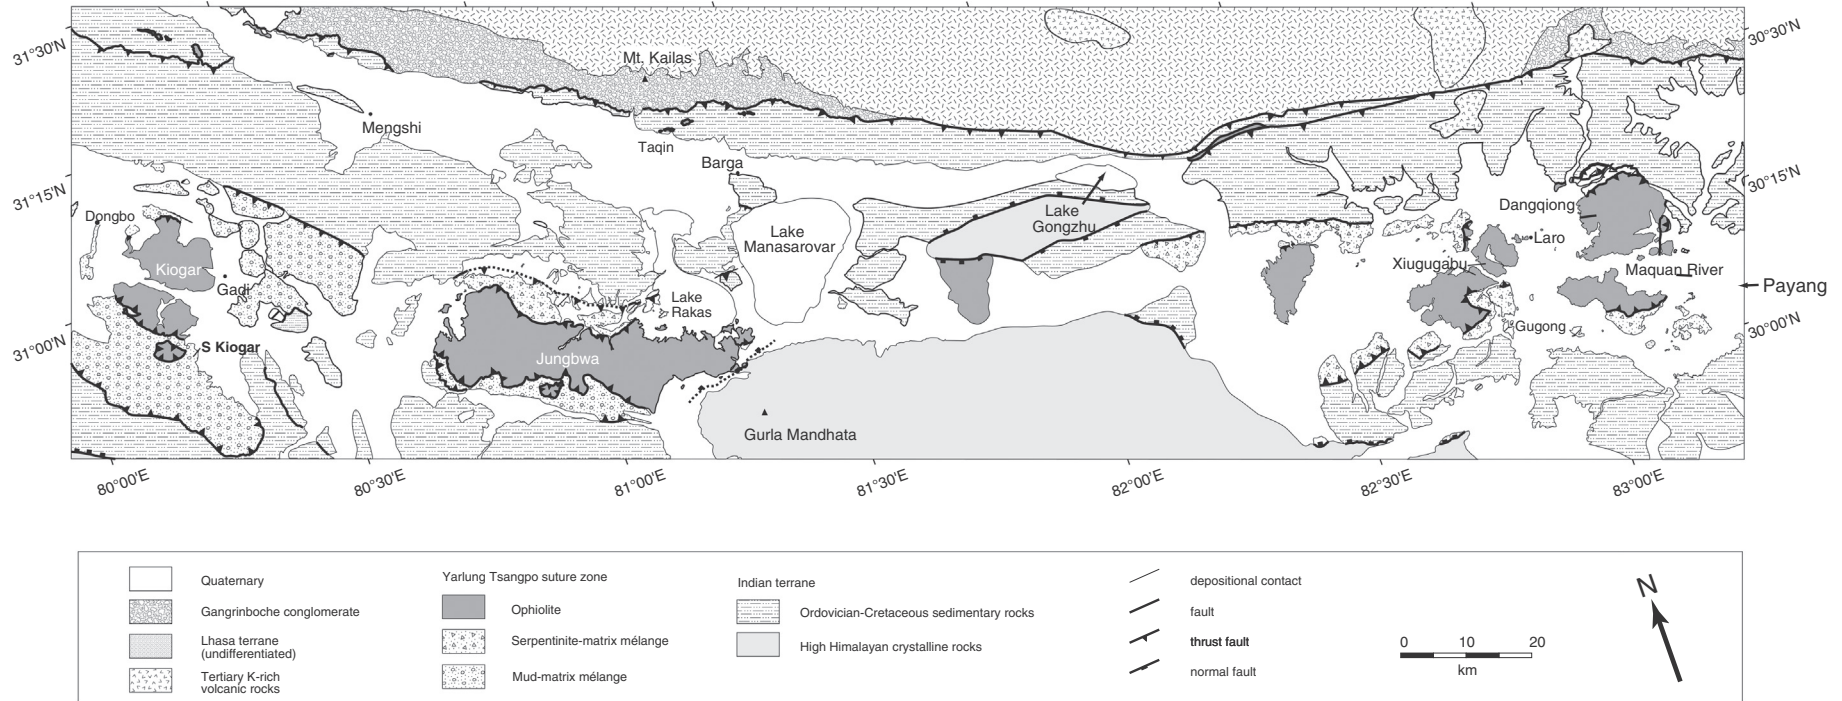 31°30'N
30°30'N
Mt. Kailas
Mengshi
Taqin
Barga
31°15'N
30°15'N
Dongbo
Lake
Manasarovar
Lake
Gongzhu
Dangqiong
Laro
Kiogar
Gadi
Xiugugabu
Maquan River
Payang
Lake
Rakas
Gugong
30°00'N
31°00'N
S Kiogar
Jungbwa
Gurla Mandhata
80°00'E
80°30'E
81°00'E
81°30'E
82°00'E
82°30'E
83°00'E
Quaternary
Gangrinboche conglomerate
Lhasa terrane
(undifferentiated)
Tertiary K-rich
volcanic rocks
Yarlung Tsangpo suture zone
Ophiolite
Serpentinite-matrix mélange
Mud-matrix mélange
Indian terrane
Ordovician-Cretaceous sedimentary rocks
High Himalayan crystalline rocks
depositional contact
fault
thrust fault
normal fault
0 10 20
km
N